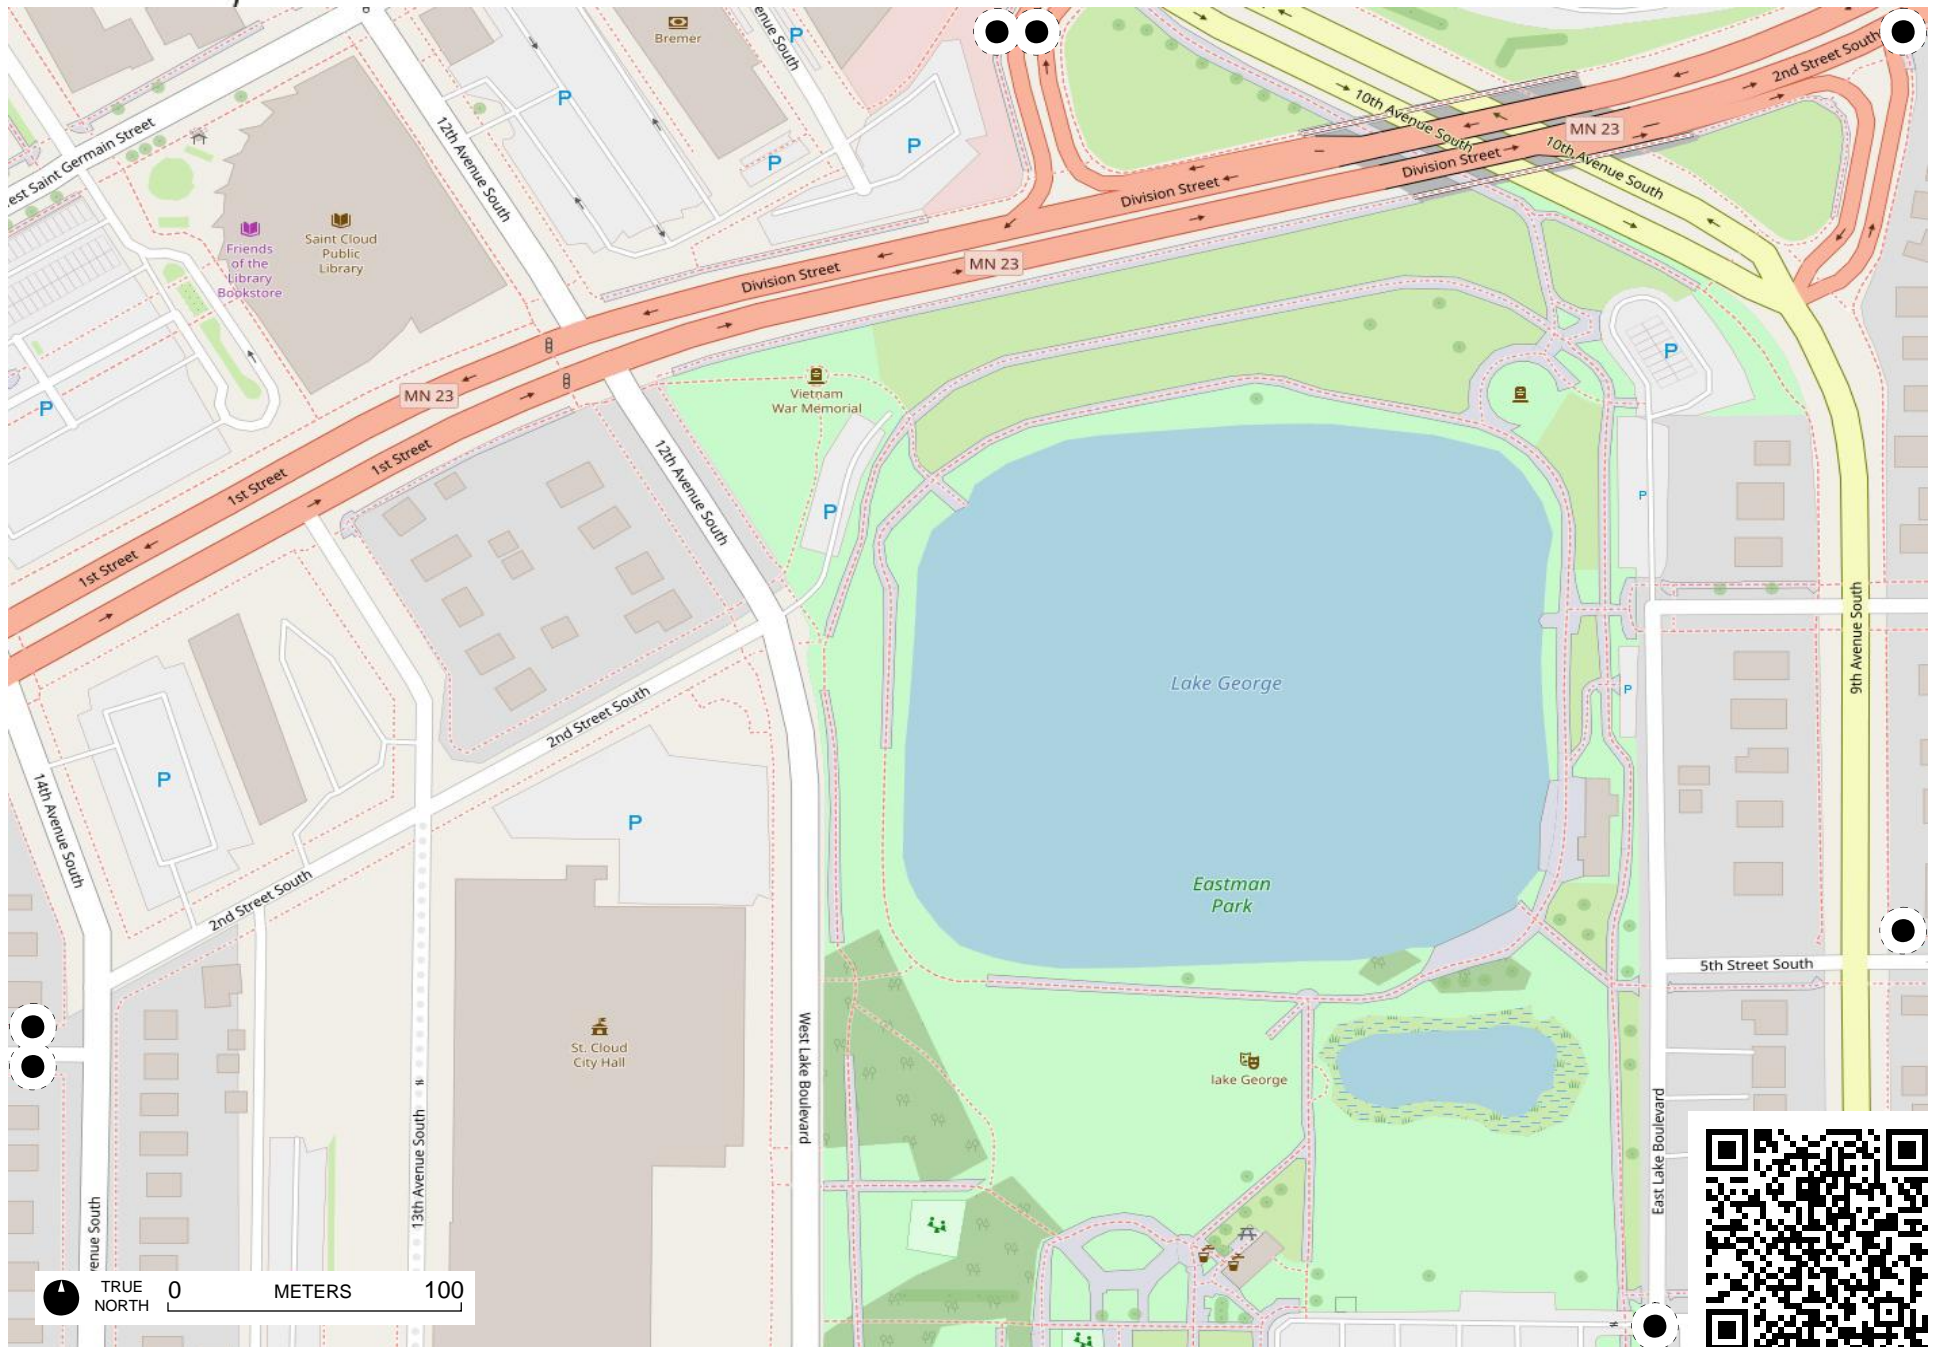 Bremer
P
enue South
P
12th Avenue South
P
P
est Saint Germain Street
Friends
of the
Library
Bookstore
Saint Cloud
Public
Library
2nd Street South
10th Avenue South
MN 23
10th Avenue South
Division Street
Division Street
MN 23
Division Street
MN 23
P
1st Street
1st Street
1st Street
Vietnam
War Memorial
P
P
P
12th Avenue South
9th Avenue South
Lake George
P
2nd Street South
P
P
14th Avenue South
2nd Street South
Eastman
Park
5th Street South
St. Cloud
City Hall
West Lake Boulevard
lake George
East Lake Boulevard
13th Avenue South
enue South
TRUE
NORTH
0 METERS 100